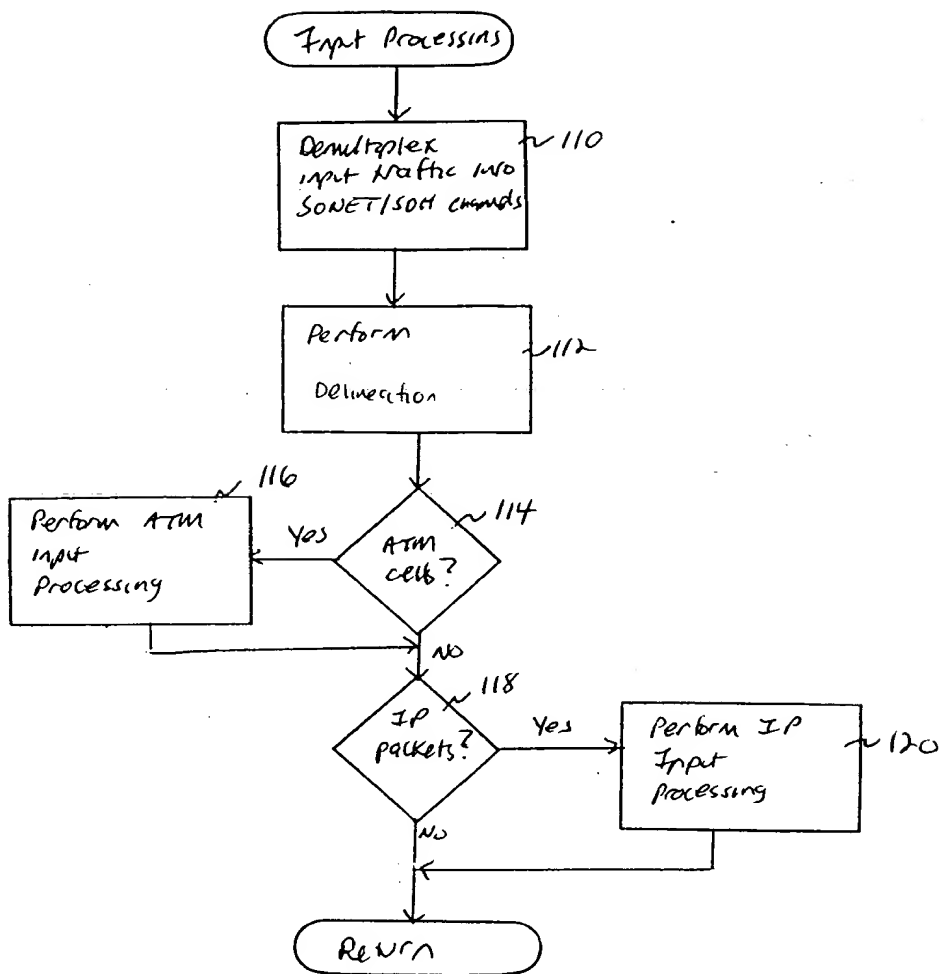 Input Processing
Demultiplex
input traffic into
SONET/SDH channels
110
Perform
Delineation
112
116
Perform ATM
input
Processing
Yes
114
ATM
cells?
NO
118
IP
packets?
Yes
Perform IP
Input
Processing
120
NO
Return